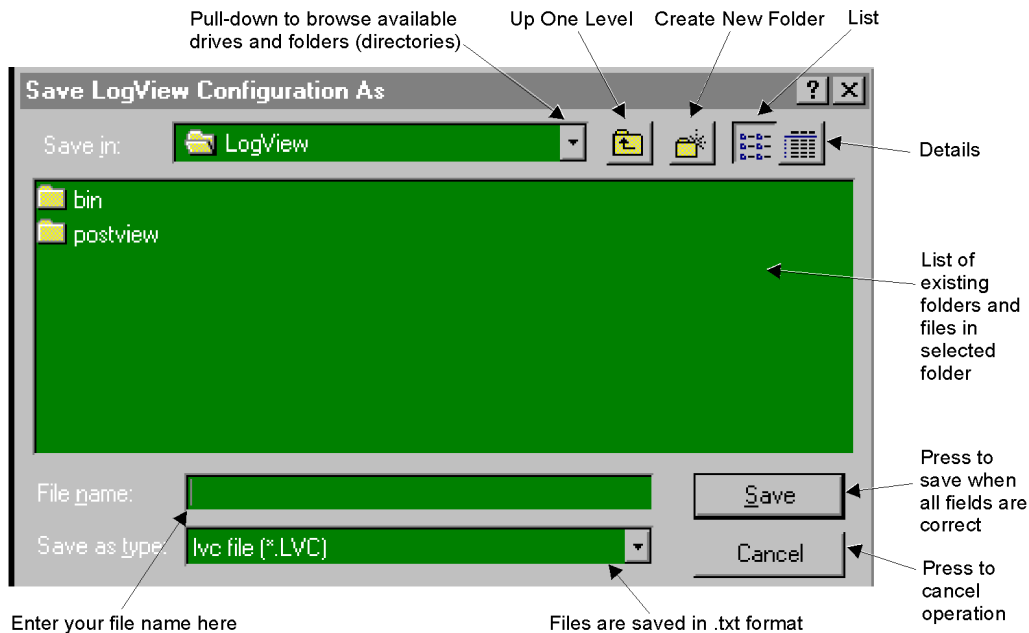 Pull-down to browse available
drives and folders (directories)
Up One Level
Create New Folder
List
Save LogView Configuration As
Save in:
LogView
Details
bin
postview
List of
existing
folders and
files in
selected
folder
File name:
Save
Press to
save when
all fields are
correct
Save as type:
lvc file (*.LVC)
Cancel
Press to
cancel
operation
Enter your file name here
Files are saved in .txt format